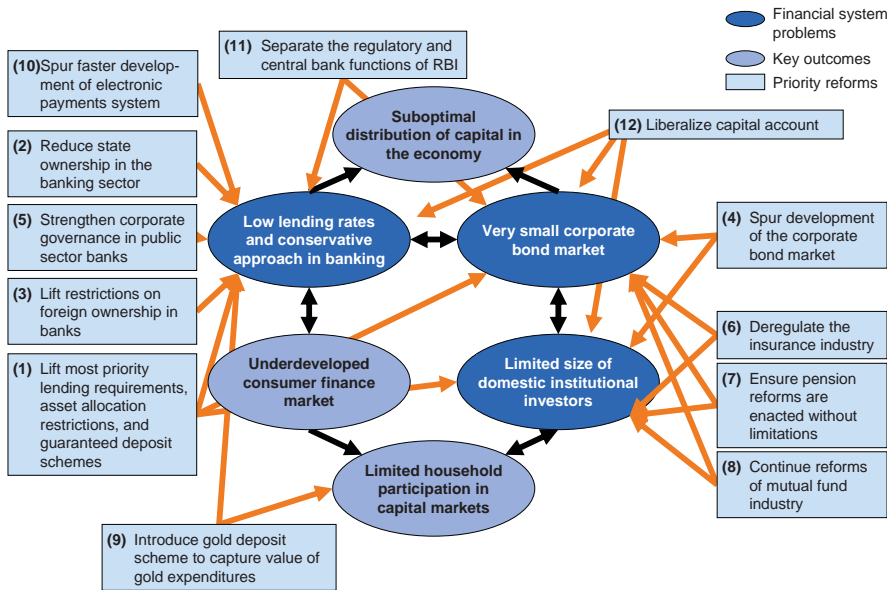 Financial system
problems
Key outcomes
Priority reforms
(10)Spur faster develop-
ment of electronic
payments system
(11) Separate the regulatory and
central bank functions of RBI
Suboptimal
distribution of capital in
the economy
(12) Liberalize capital account
(2) Reduce state
ownership in the
banking sector
(5) Strengthen corporate
governance in public
sector banks
Low lending rates
and conservative
approach in banking
Very small corporate
bond market
(4) Spur development
of the corporate
bond market
(3) Lift restrictions on
foreign ownership in
banks
(1) Lift most priority
lending requirements,
asset allocation
restrictions, and
guaranteed deposit
schemes
Underdeveloped
consumer finance
market
Limited size of
domestic institutional
investors
(6) Deregulate the
insurance industry
(7) Ensure pension
reforms are
enacted without
limitations
(8) Continue reforms
of mutual fund
industry
Limited household
participation in
capital markets
(9) Introduce gold deposit
scheme to capture value of
gold expenditures